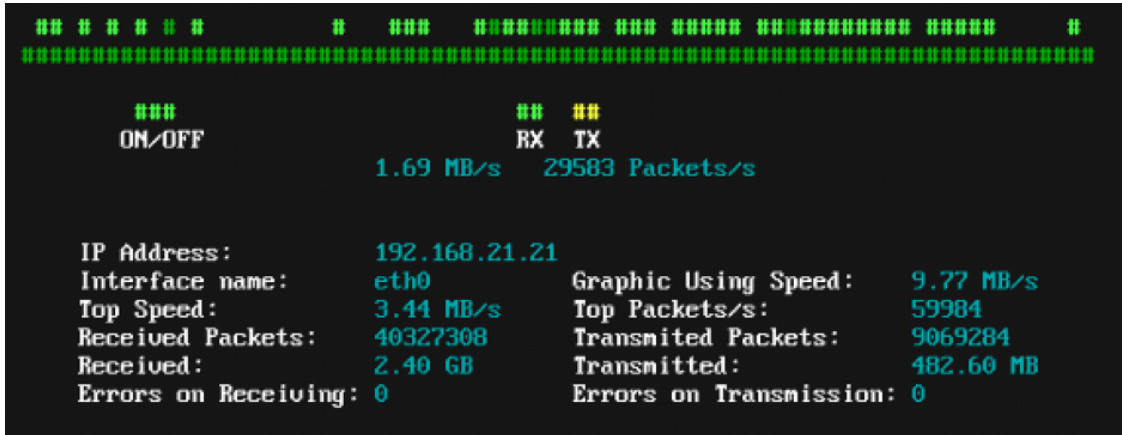 ## # # # # # # ### ######### ### ##### ########### ##### #
############################################################################
### ## ##
ON/OFF RX TX
1.69 MB/s 29583 Packets/s
IP Address: 192.168.21.21
Interface name: eth0 Graphic Using Speed: 9.77 MB/s
Top Speed: 3.44 MB/s Top Packets/s: 59984
Received Packets: 40327308 Transmited Packets: 9069284
Received: 2.40 GB Transmitted: 482.60 MB
Errors on Receiving: 0 Errors on Transmission: 0